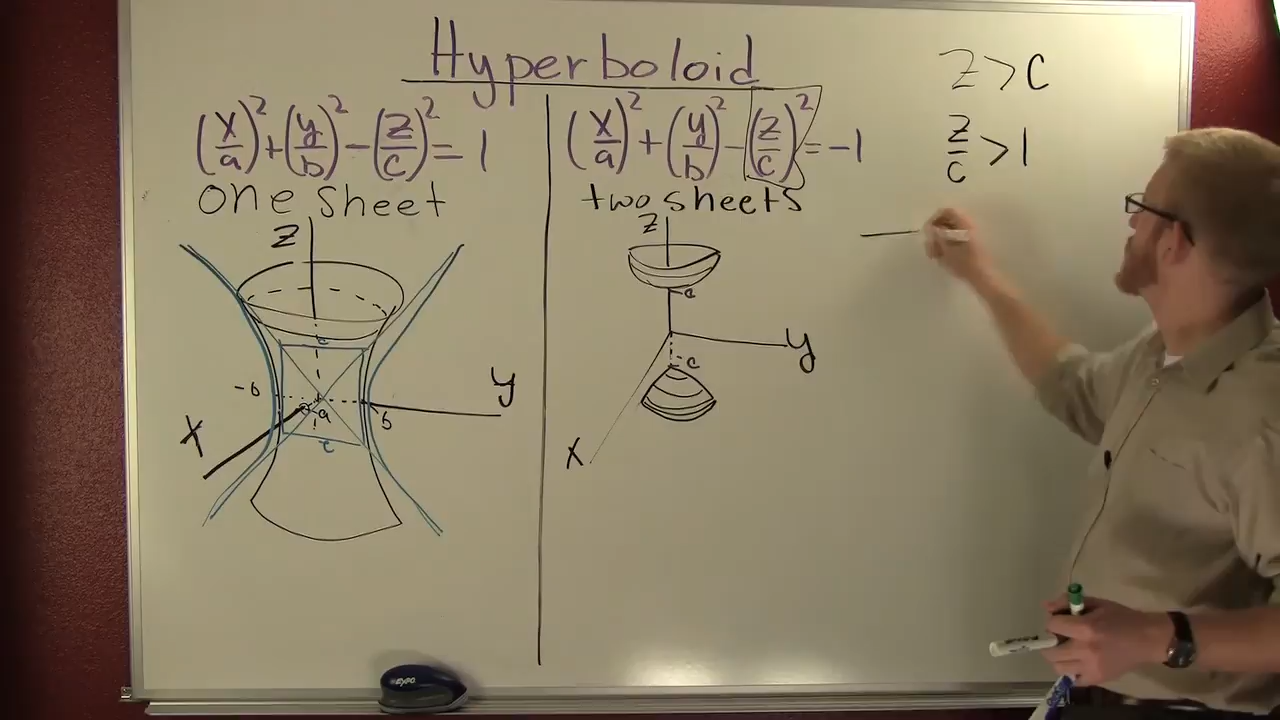 Hyperboloid
(x/a)² + (y/b)² − (z/c)² = 1
one sheet
z
c
-b
a
b
c
y
x
(x/a)² + (y/b)² − (z/c)² = −1
two sheets
z
c
-c
y
x
z > c
z/c > 1
EXPO